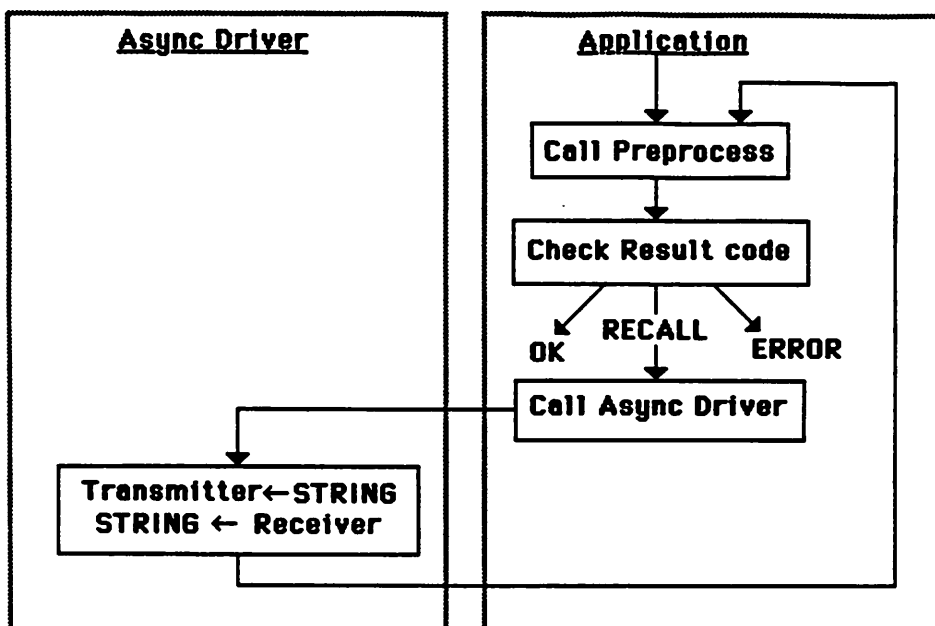 Async Driver
Application
Call Preprocess
Check Result code
OK
RECALL
ERROR
Call Async Driver
Transmitter←STRING
STRING ← Receiver